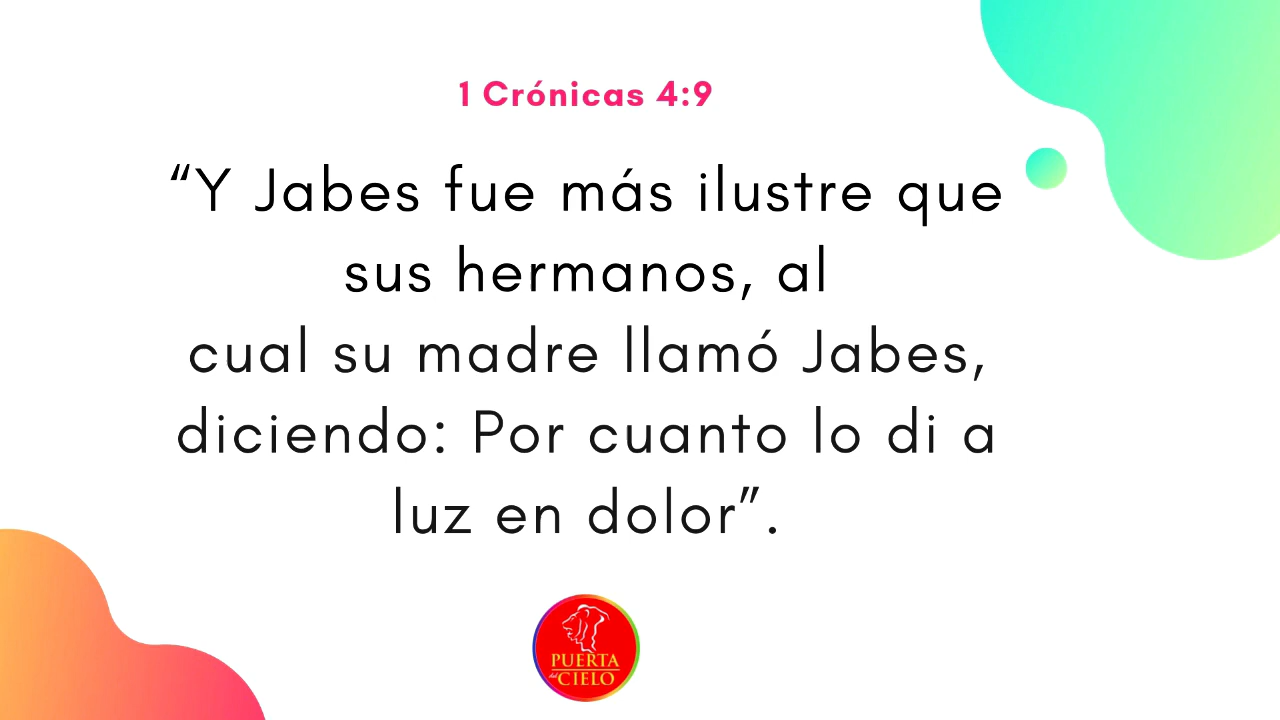 1 Crónicas 4:9
“Y Jabes fue más ilustre que
sus hermanos, al
cual su madre llamó Jabes,
diciendo: Por cuanto lo di a
luz en dolor”.
PUERTA
del CIELO